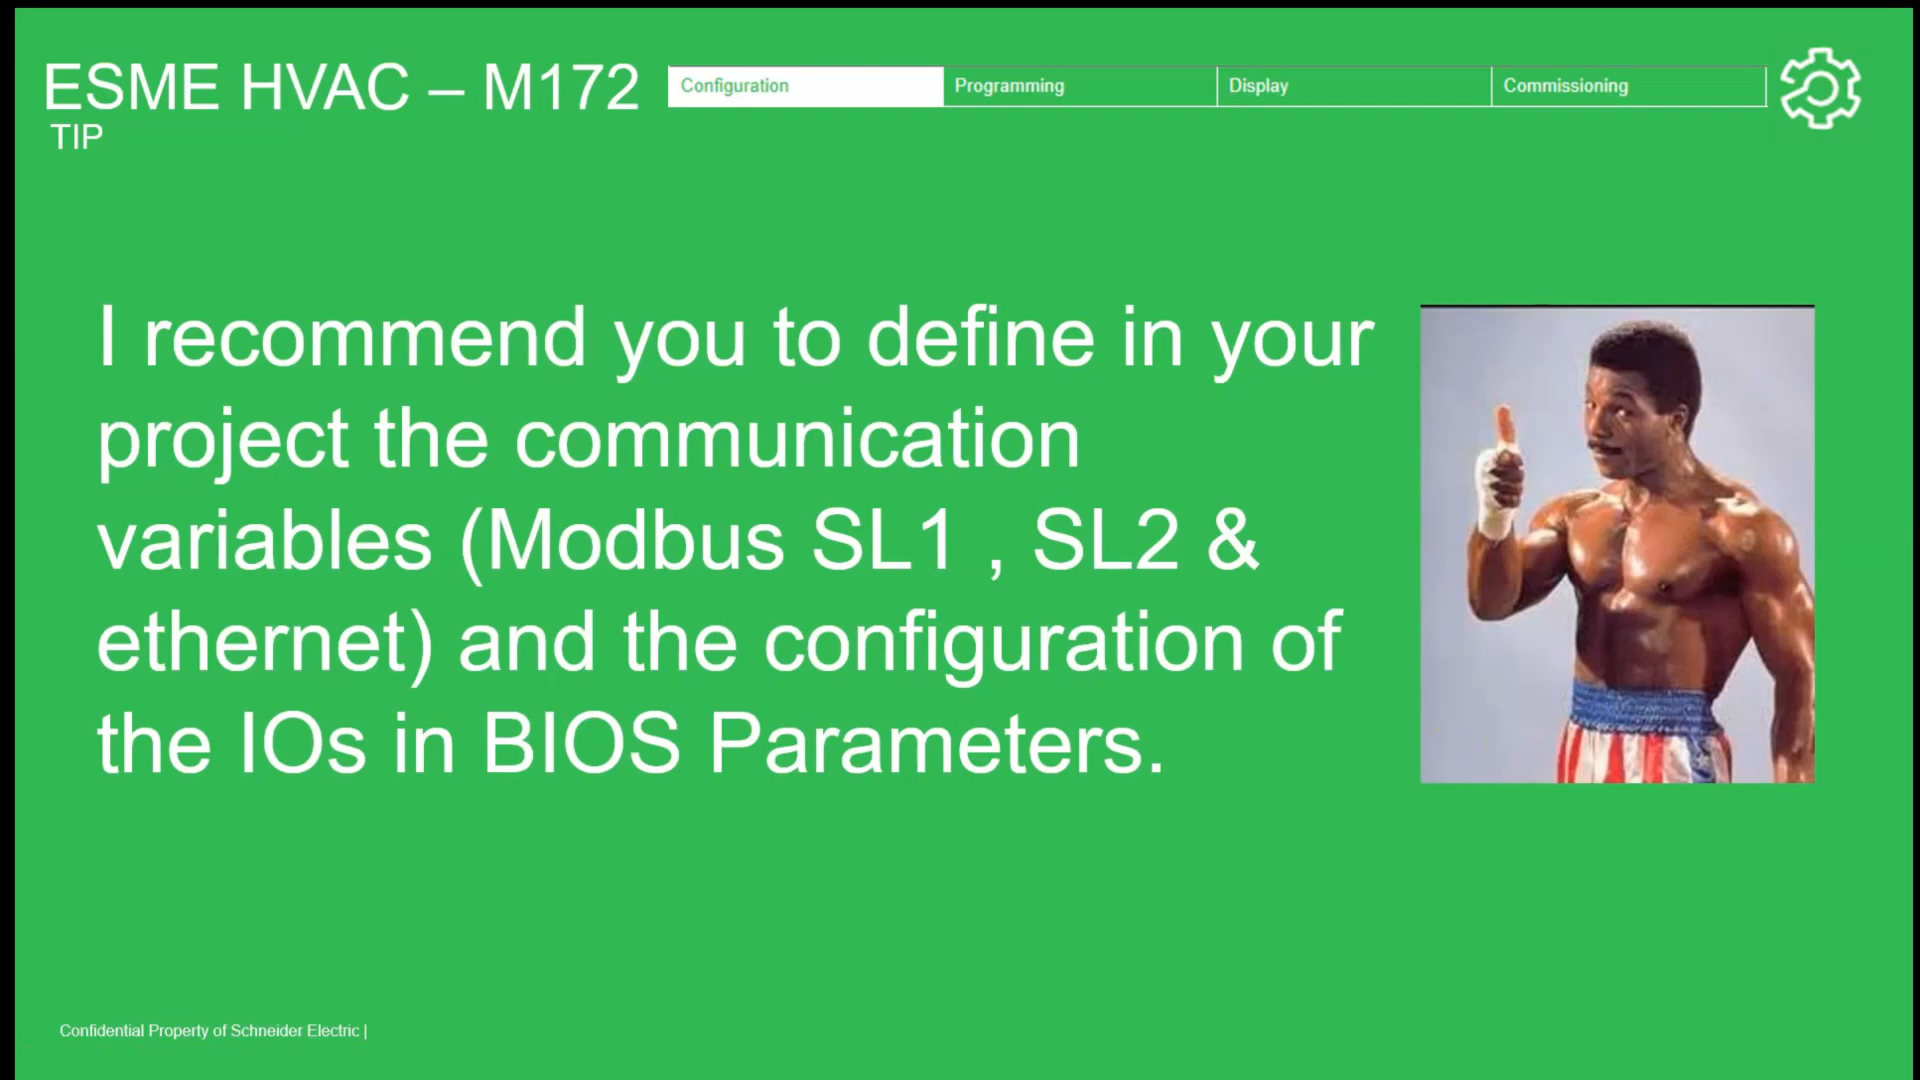 ESME HVAC – M172
TIP
Configuration
Programming
Display
Commissioning
I recommend you to define in your
project the communication
variables (Modbus SL1 , SL2 &
ethernet) and the configuration of
the IOs in BIOS Parameters.
Confidential Property of Schneider Electric |